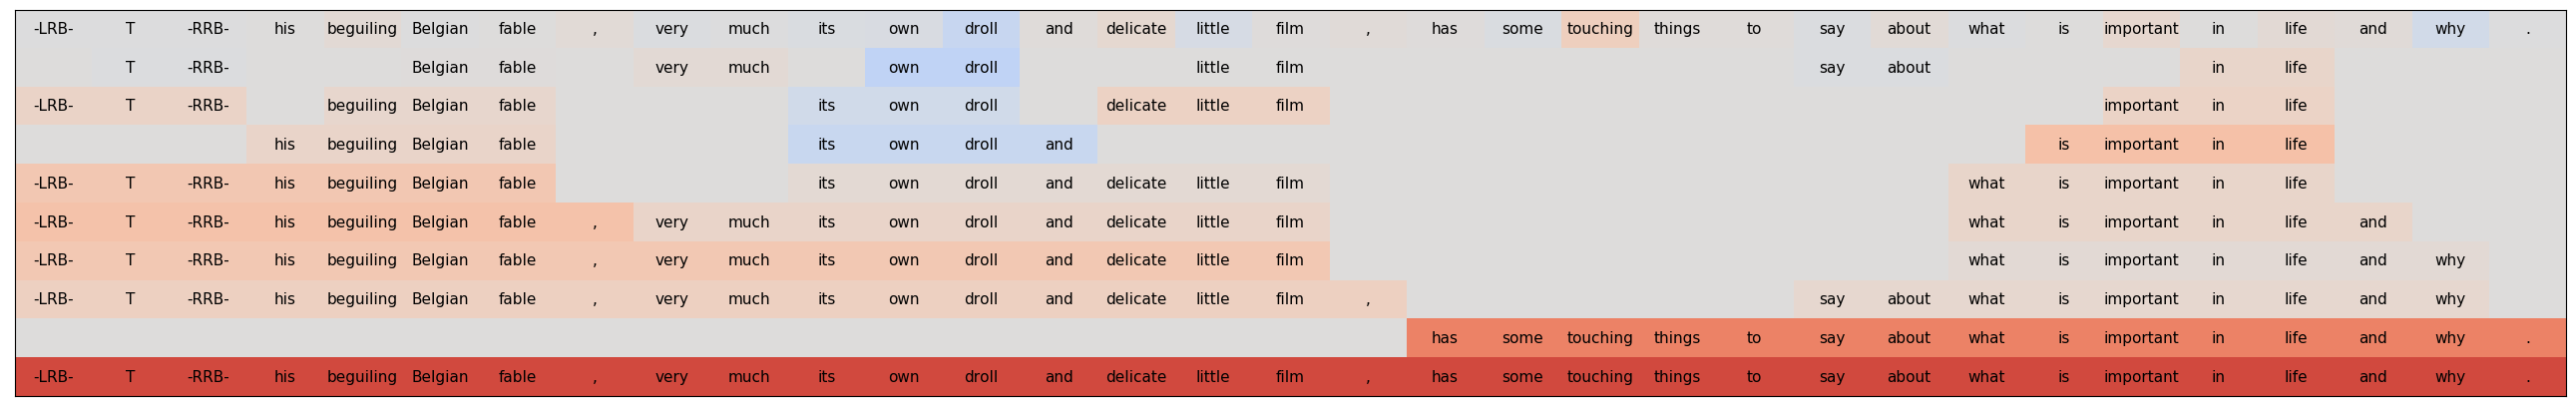 -LRB- T -RRB- his beguiling Belgian fable , very much its own droll and delicate little film , has some touching things to say about what is important in life and why .
T -RRB- Belgian fable very much own droll little film say about in life
-LRB- T -RRB- beguiling Belgian fable its own droll delicate little film important in life
his beguiling Belgian fable its own droll and is important in life
-LRB- T -RRB- his beguiling Belgian fable its own droll and delicate little film what is important in life
-LRB- T -RRB- his beguiling Belgian fable , very much its own droll and delicate little film what is important in life and
-LRB- T -RRB- his beguiling Belgian fable , very much its own droll and delicate little film what is important in life and why
-LRB- T -RRB- his beguiling Belgian fable , very much its own droll and delicate little film , say about what is important in life and why
has some touching things to say about what is important in life and why .
-LRB- T -RRB- his beguiling Belgian fable , very much its own droll and delicate little film , has some touching things to say about what is important in life and why .